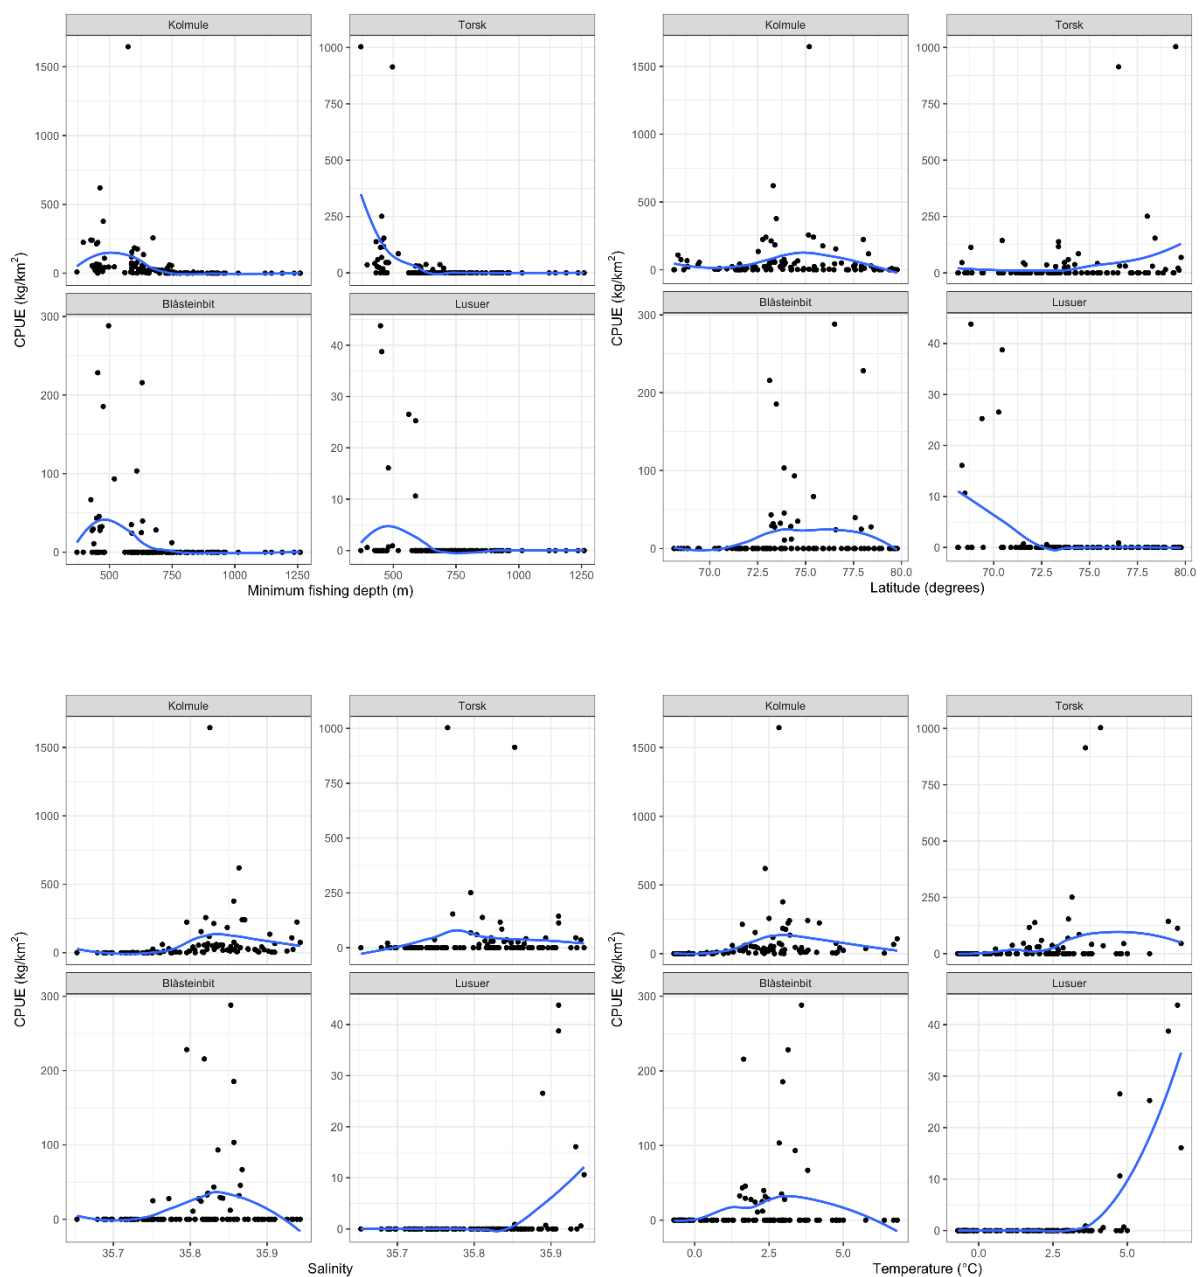 Kolmule Torsk Kolmule Torsk
1500 1000 1500 1000
750 750
1000 1000
500 500
500 500
250 250
0 0 0 0
CPUE (kg/km2) CPUE (kg/km2)
Blåsteinbit Lusuer Blåsteinbit Lusuer
300 40 300 40
200 30 200 30
20 20
100 10 100 10
0 0 0 0
500 750 1000 1250 500 750 1000 1250 70.0 72.5 75.0 77.5 80.0 70.0 72.5 75.0 77.5 80.0
Minimum fishing depth (m) Latitude (degrees)
Kolmule Torsk Kolmule Torsk
1500 1000 1500 1000
750 750
1000 1000
500 500
500 500
250 250
0 0 0 0
CPUE (kg/km2) CPUE (kg/km2)
Blåsteinbit Lusuer Blåsteinbit Lusuer
300 40 300 40
200 30 200 30
20 20
100 10 100 10
0 0 0 0
35.7 35.8 35.9 35.7 35.8 35.9 0.0 2.5 5.0 0.0 2.5 5.0
Salinity Temperature (°C)